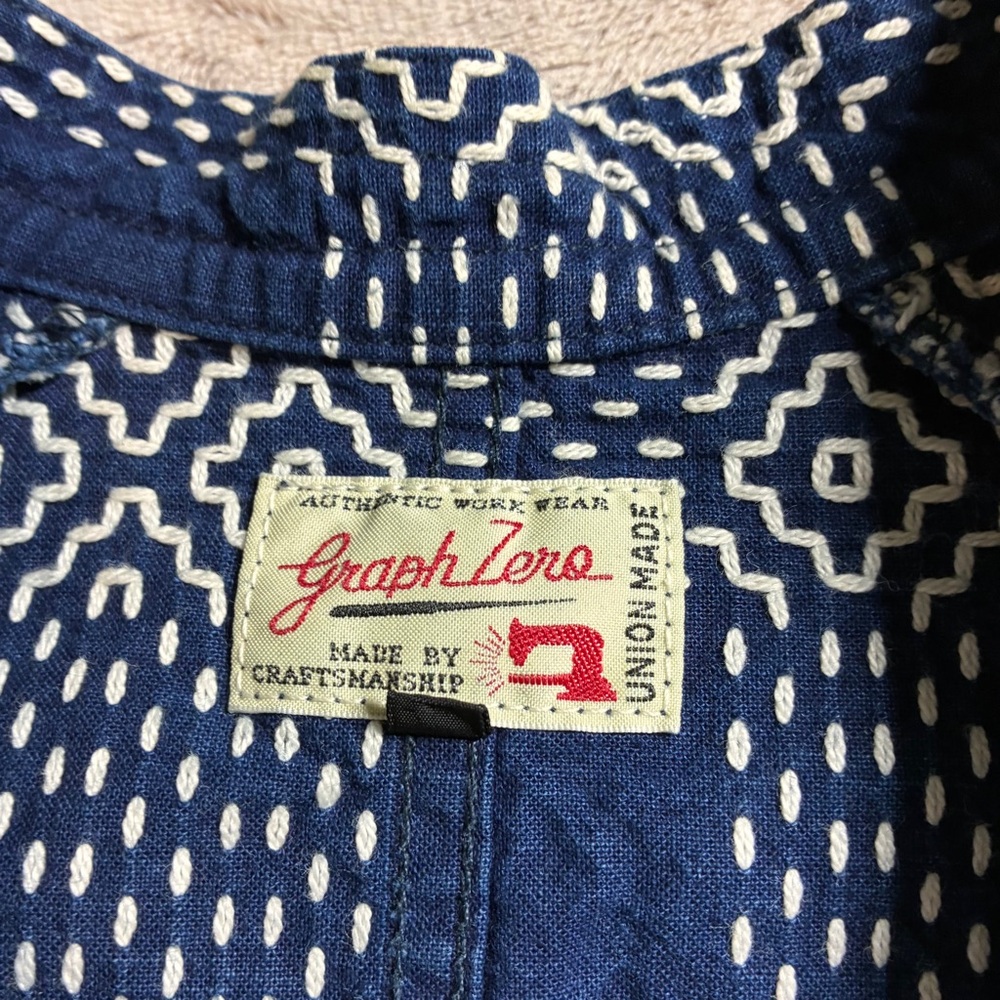 AUTHENTIC WORK WEAR
Graph Zero
MADE BY
CRAFTSMANSHIP
UNION MADE